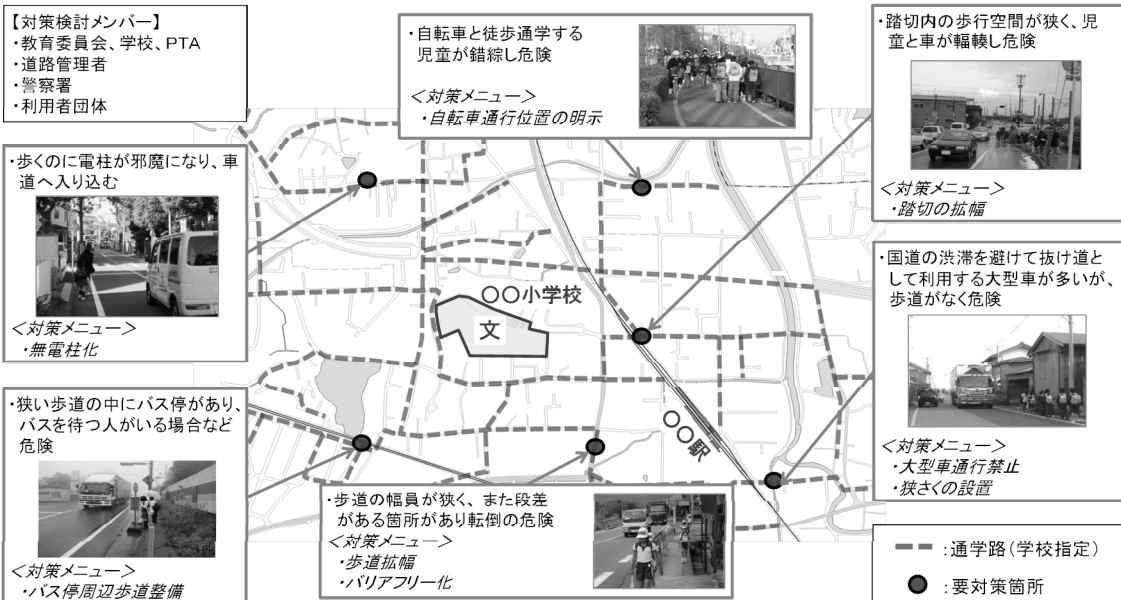 【対策検討メンバー】
・教育委員会、学校、PTA
・道路管理者
・警察署
・利用者団体
・自転車と徒歩通学する
児童が錯綜し危険
＜対策メニュー＞
・自転車通行位置の明示
・踏切内の歩行空間が狭く、児
童と車が輻輳し危険
＜対策メニュー＞
・踏切の拡幅
・歩くのに電柱が邪魔になり、車
道へ入り込む
＜対策メニュー＞
・無電柱化
・国道の渋滞を避けて抜け道と
して利用する大型車が多いが、
歩道がなく危険
＜対策メニュー＞
・大型車通行禁止
・狭さくの設置
〇〇小学校
文
〇〇駅
・狭い歩道の中にバス停があり、
バスを待つ人がいる場合など
危険
＜対策メニュー＞
・バス停周辺歩道整備
・歩道の幅員が狭く、また段差
がある箇所があり転倒の危険
＜対策メニュー＞
・歩道拡幅
・バリアフリー化
：通学路（学校指定）
：要対策箇所